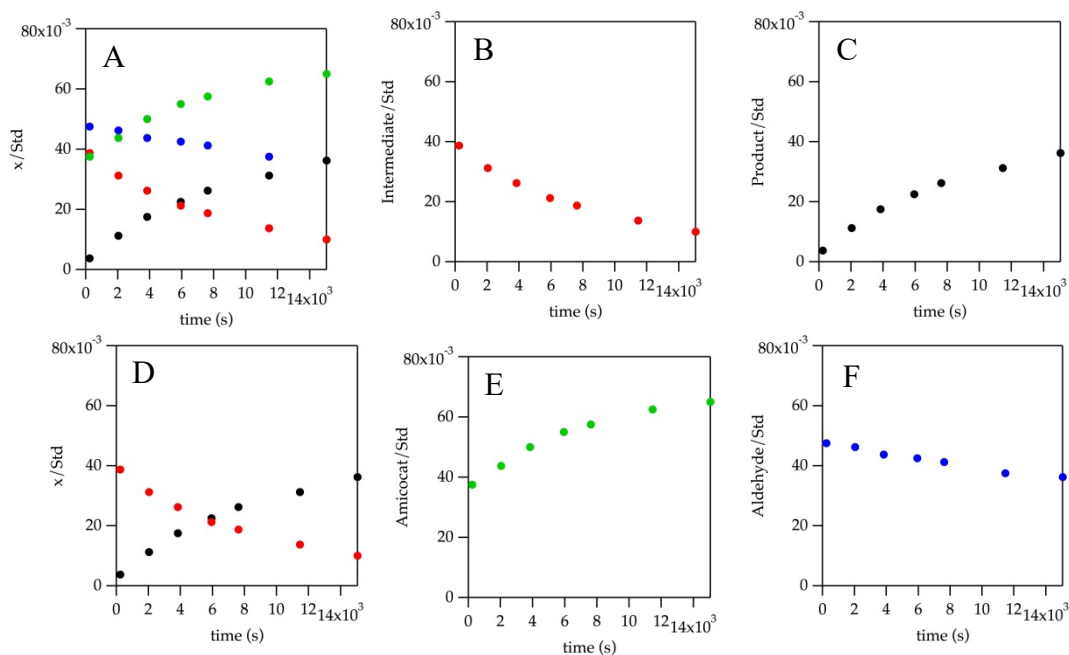 A
80x10⁻³
60
40
20
0
x/Std
0 2 4 6 8 10 12 14x10³
time (s)
B
80x10⁻³
60
40
20
0
Intermediate/Std
0 2 4 6 8 10 12 14x10³
time (s)
C
80x10⁻³
60
40
20
0
Product/Std
0 2 4 6 8 10 12 14x10³
time (s)
D
80x10⁻³
60
40
20
0
x/Std
0 2 4 6 8 10 12 14x10³
time (s)
E
80x10⁻³
60
40
20
0
Amicocat/Std
0 2 4 6 8 10 12 14x10³
time (s)
F
80x10⁻³
60
40
20
0
Aldehyde/Std
0 2 4 6 8 10 12 14x10³
time (s)